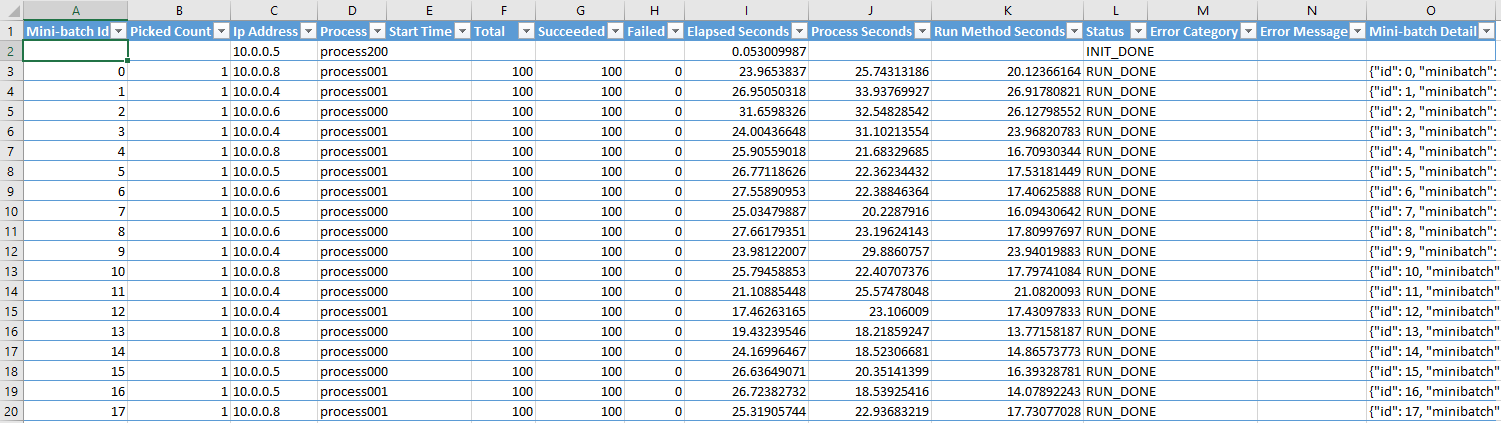 A B C D E F G H I J K L M N O
1 Mini-batch Id Picked Count Ip Address Process Start Time Total Succeeded Failed Elapsed Seconds Process Seconds Run Method Seconds Status Error Category Error Message Mini-batch Detail
2 10.0.0.5 process200 0.053009987 INIT_DONE
3 0 1 10.0.0.8 process001 100 100 0 23.9653837 25.74313186 20.12366164 RUN_DONE {"id": 0, "minibatch":
4 1 1 10.0.0.4 process001 100 100 0 26.95050318 33.93769927 26.91780821 RUN_DONE {"id": 1, "minibatch":
5 2 1 10.0.0.6 process000 100 100 0 31.6598326 32.54828542 26.12798552 RUN_DONE {"id": 2, "minibatch":
6 3 1 10.0.0.4 process001 100 100 0 24.00436648 31.10213554 23.96820783 RUN_DONE {"id": 3, "minibatch":
7 4 1 10.0.0.8 process001 100 100 0 25.90559018 21.68329685 16.70930344 RUN_DONE {"id": 4, "minibatch":
8 5 1 10.0.0.5 process001 100 100 0 26.77118626 22.36234432 17.53181449 RUN_DONE {"id": 5, "minibatch":
9 6 1 10.0.0.6 process001 100 100 0 27.55890953 22.38846364 17.40625888 RUN_DONE {"id": 6, "minibatch":
10 7 1 10.0.0.5 process000 100 100 0 25.03479887 20.2287916 16.09430642 RUN_DONE {"id": 7, "minibatch":
11 8 1 10.0.0.6 process000 100 100 0 27.66179351 23.19624143 17.80997697 RUN_DONE {"id": 8, "minibatch":
12 9 1 10.0.0.4 process000 100 100 0 23.98122007 29.8860757 23.94019883 RUN_DONE {"id": 9, "minibatch":
13 10 1 10.0.0.8 process000 100 100 0 25.79458853 22.40707376 17.79741084 RUN_DONE {"id": 10, "minibatch"
14 11 1 10.0.0.4 process000 100 100 0 21.10885448 25.57478048 21.0820093 RUN_DONE {"id": 11, "minibatch"
15 12 1 10.0.0.4 process001 100 100 0 17.46263165 23.106009 17.43097833 RUN_DONE {"id": 12, "minibatch"
16 13 1 10.0.0.8 process000 100 100 0 19.43239546 18.21859247 13.77158187 RUN_DONE {"id": 13, "minibatch"
17 14 1 10.0.0.8 process000 100 100 0 24.16996467 18.52306681 14.86573773 RUN_DONE {"id": 14, "minibatch"
18 15 1 10.0.0.5 process000 100 100 0 26.63649071 20.35141399 16.39328781 RUN_DONE {"id": 15, "minibatch"
19 16 1 10.0.0.5 process001 100 100 0 26.72382732 18.53925416 14.07892243 RUN_DONE {"id": 16, "minibatch"
20 17 1 10.0.0.8 process001 100 100 0 25.31905744 22.93683219 17.73077028 RUN_DONE {"id": 17, "minibatch"